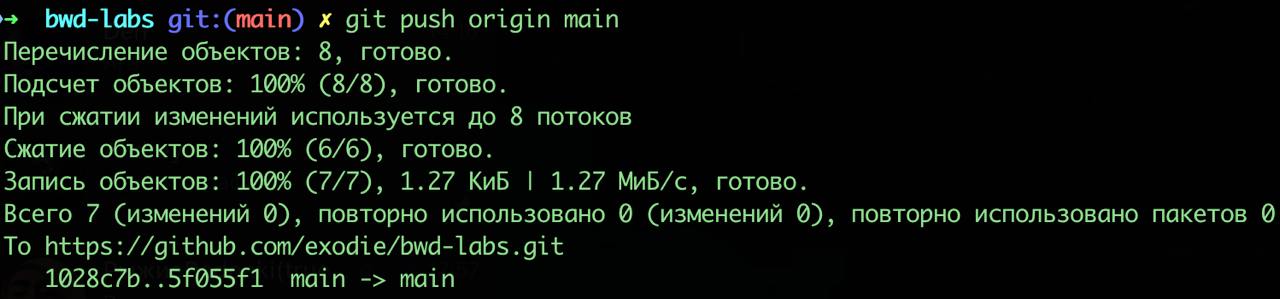 → bwd-labs git:(main) ✗ git push origin main
Перечисление объектов: 8, готово.
Подсчет объектов: 100% (8/8), готово.
При сжатии изменений используется до 8 потоков
Сжатие объектов: 100% (6/6), готово.
Запись объектов: 100% (7/7), 1.27 КиБ | 1.27 МиБ/с, готово.
Всего 7 (изменений 0), повторно использовано 0 (изменений 0), повторно использовано пакетов 0
To https://github.com/exodie/bwd-labs.git
1028c7b..5f055f1 main -> main